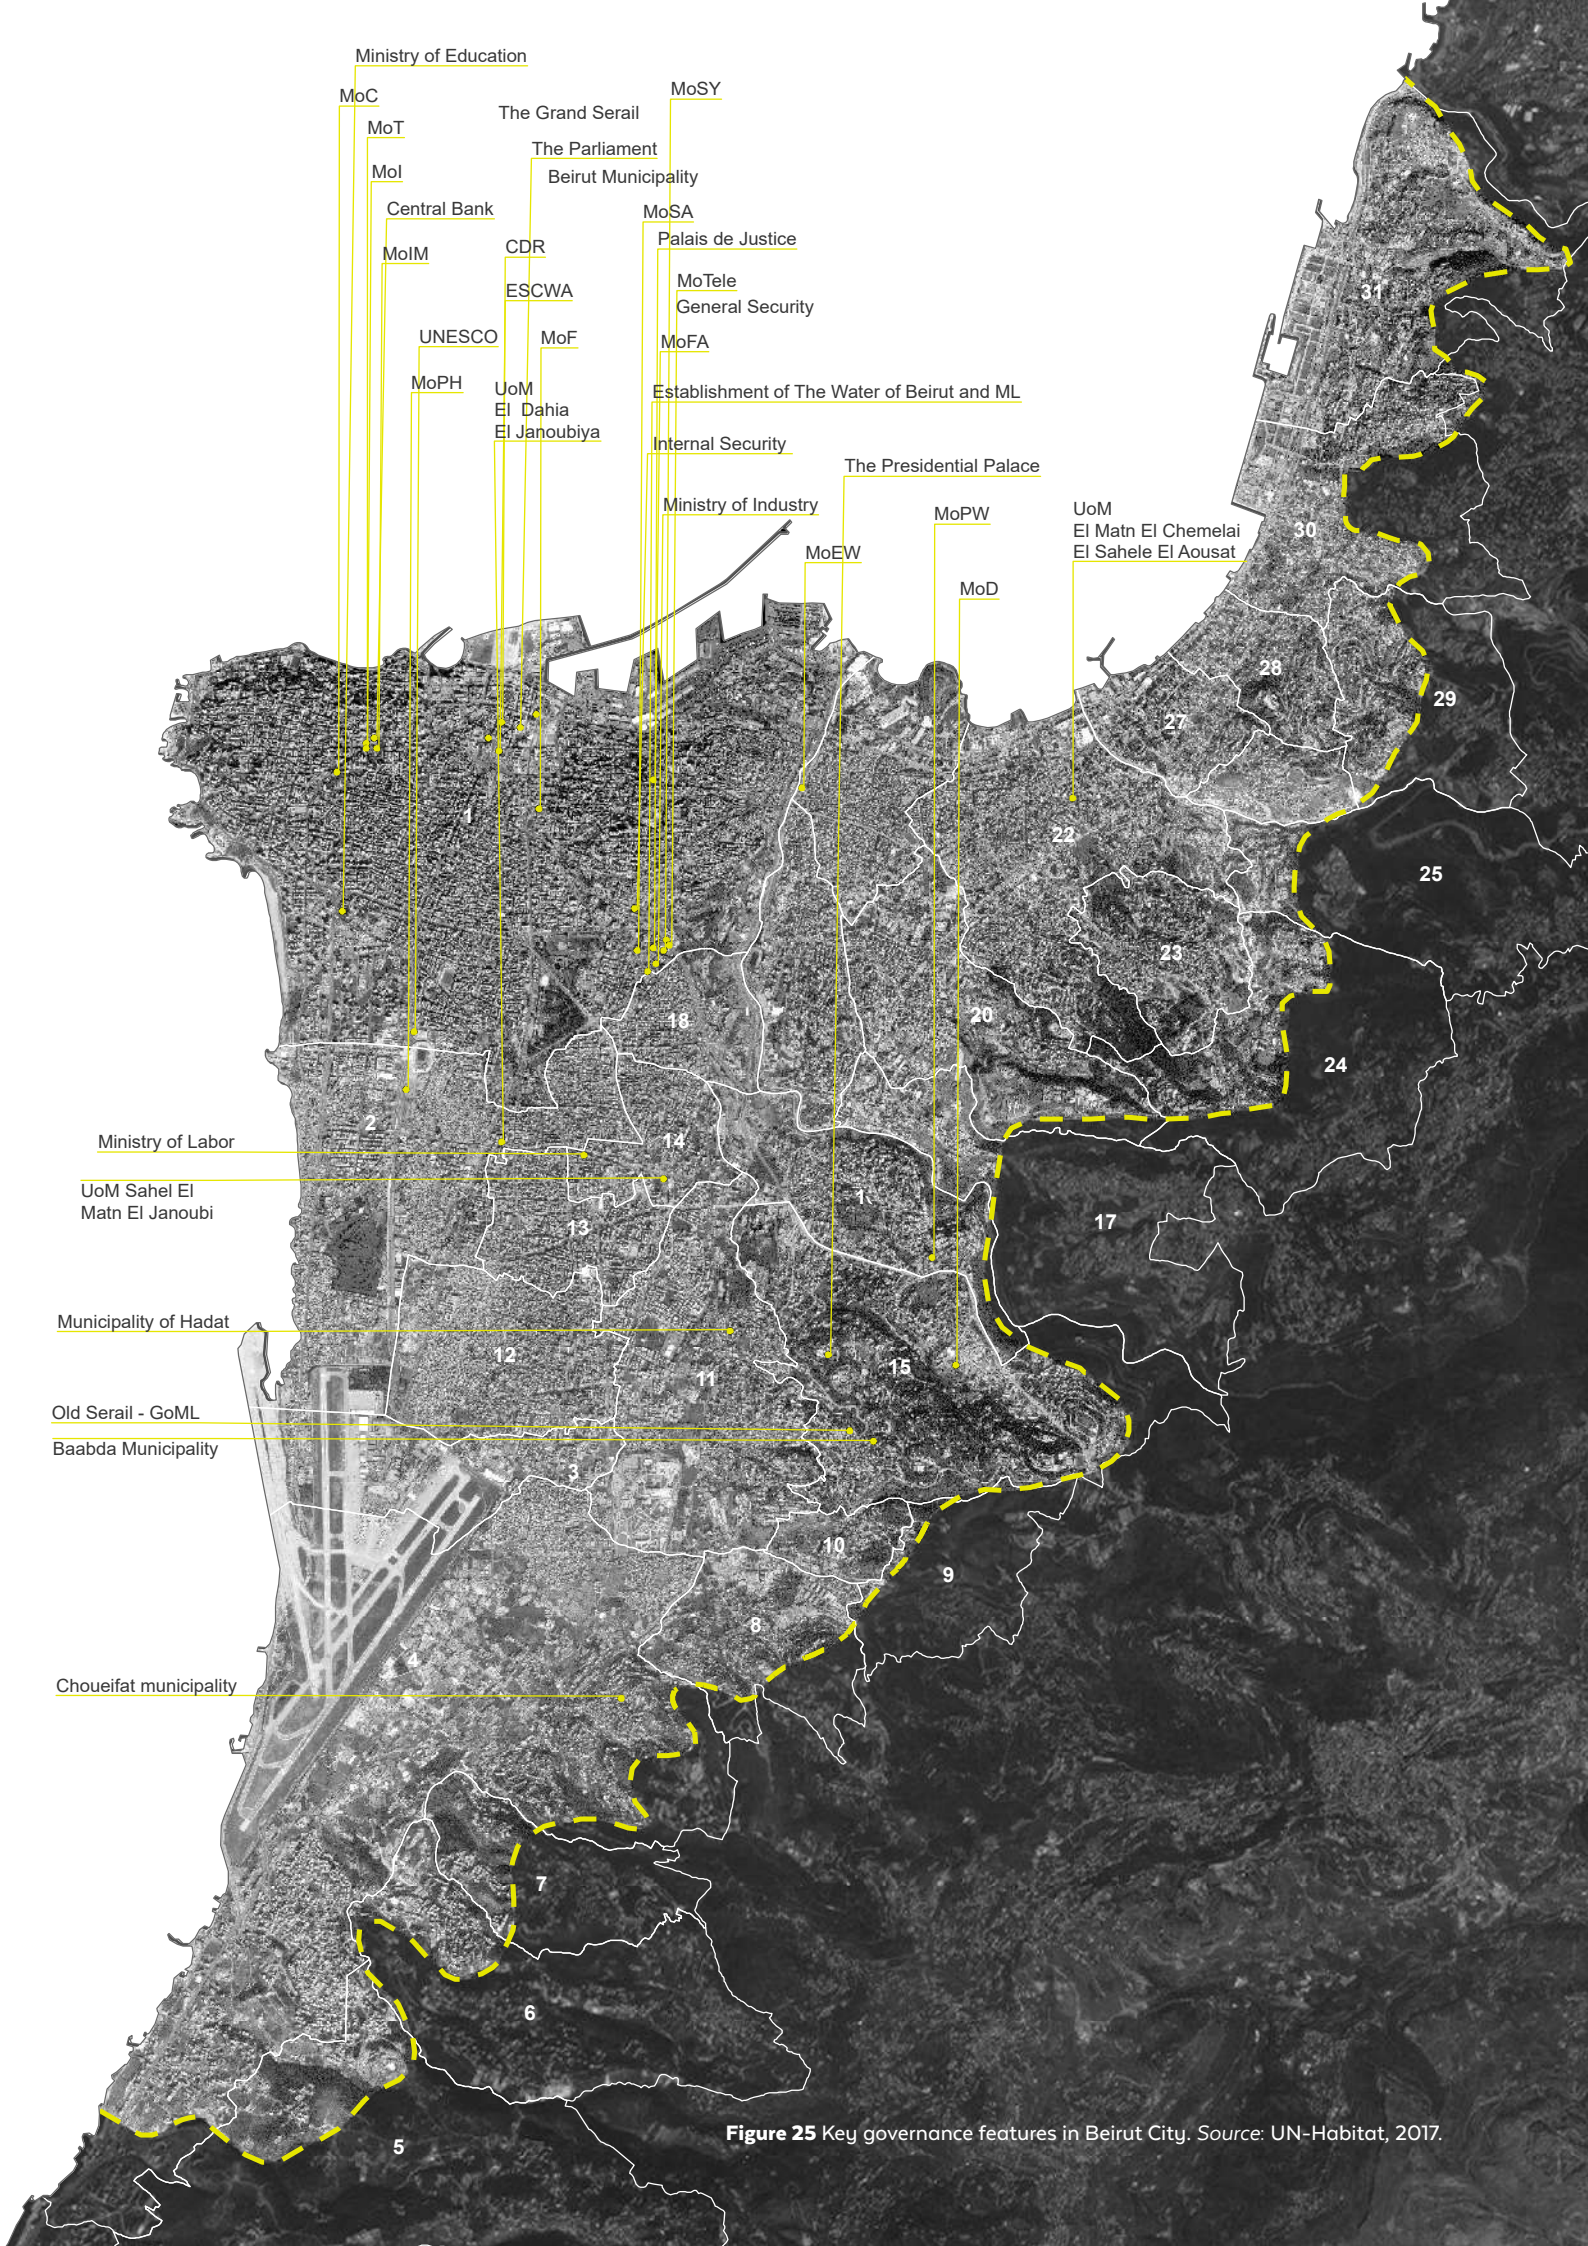 Ministry of Education
MoC
MoSY
The Grand Serail
MoT
The Parliament
MoI
Beirut Municipality
Central Bank
MoSA
Palais de Justice
CDR
MoIM
MoTele
ESCWA
General Security
UNESCO
MoF
MoFA
MoPH
UoM
El Dahia
El Janoubiya
Establishment of The Water of Beirut and ML
Internal Security
The Presidential Palace
Ministry of Industry
MoPW
UoM
El Matn El Chemelai
El Sahele El Aousat
MoEW
MoD
31
30
28
29
27
1
22
25
23
18
20
24
2
14
Ministry of Labor
UoM Sahel El
Matn El Janoubi
1
17
13
Municipality of Hadat
12
15
11
Old Serail - GoML
Baabda Municipality
3
10
9
8
4
Choueifat municipality
7
6
5
Figure 25 Key governance features in Beirut City. Source: UN-Habitat, 2017.